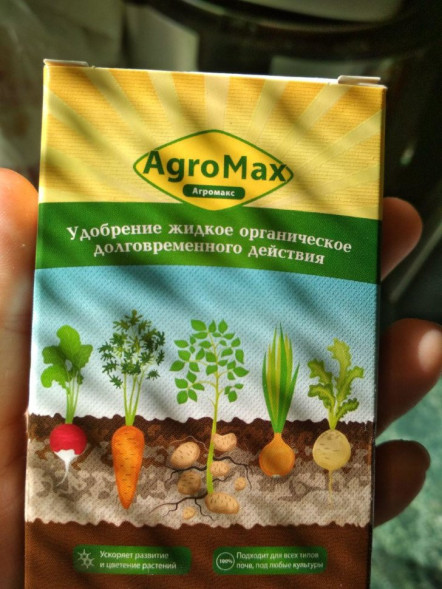 AgroMax
Агромакс
Удобрение жидкое органическое
долговременного действия
Ускоряет развитие
и цветение растений
100%
Подходит для всех типов
почв, под любые культуры